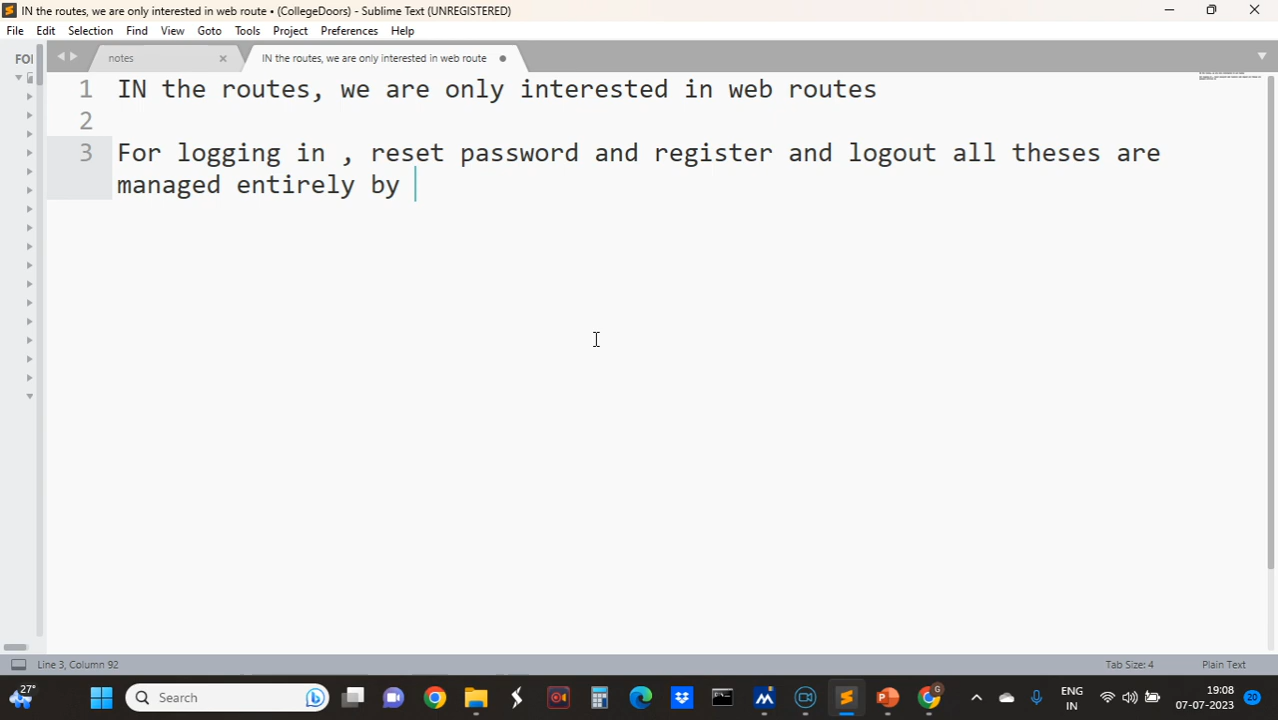 IN the routes, we are only interested in web route • (CollegeDoors) - Sublime Text (UNREGISTERED)
File Edit Selection Find View Goto Tools Project Preferences Help
FOI
notes
IN the routes, we are only interested in web route
1 IN the routes, we are only interested in web routes
2
3 For logging in , reset password and register and logout all theses are
managed entirely by
Line 3, Column 92
Tab Size: 4
Plain Text
27°
Search
G
ENG
IN
19:08
07-07-2023
20